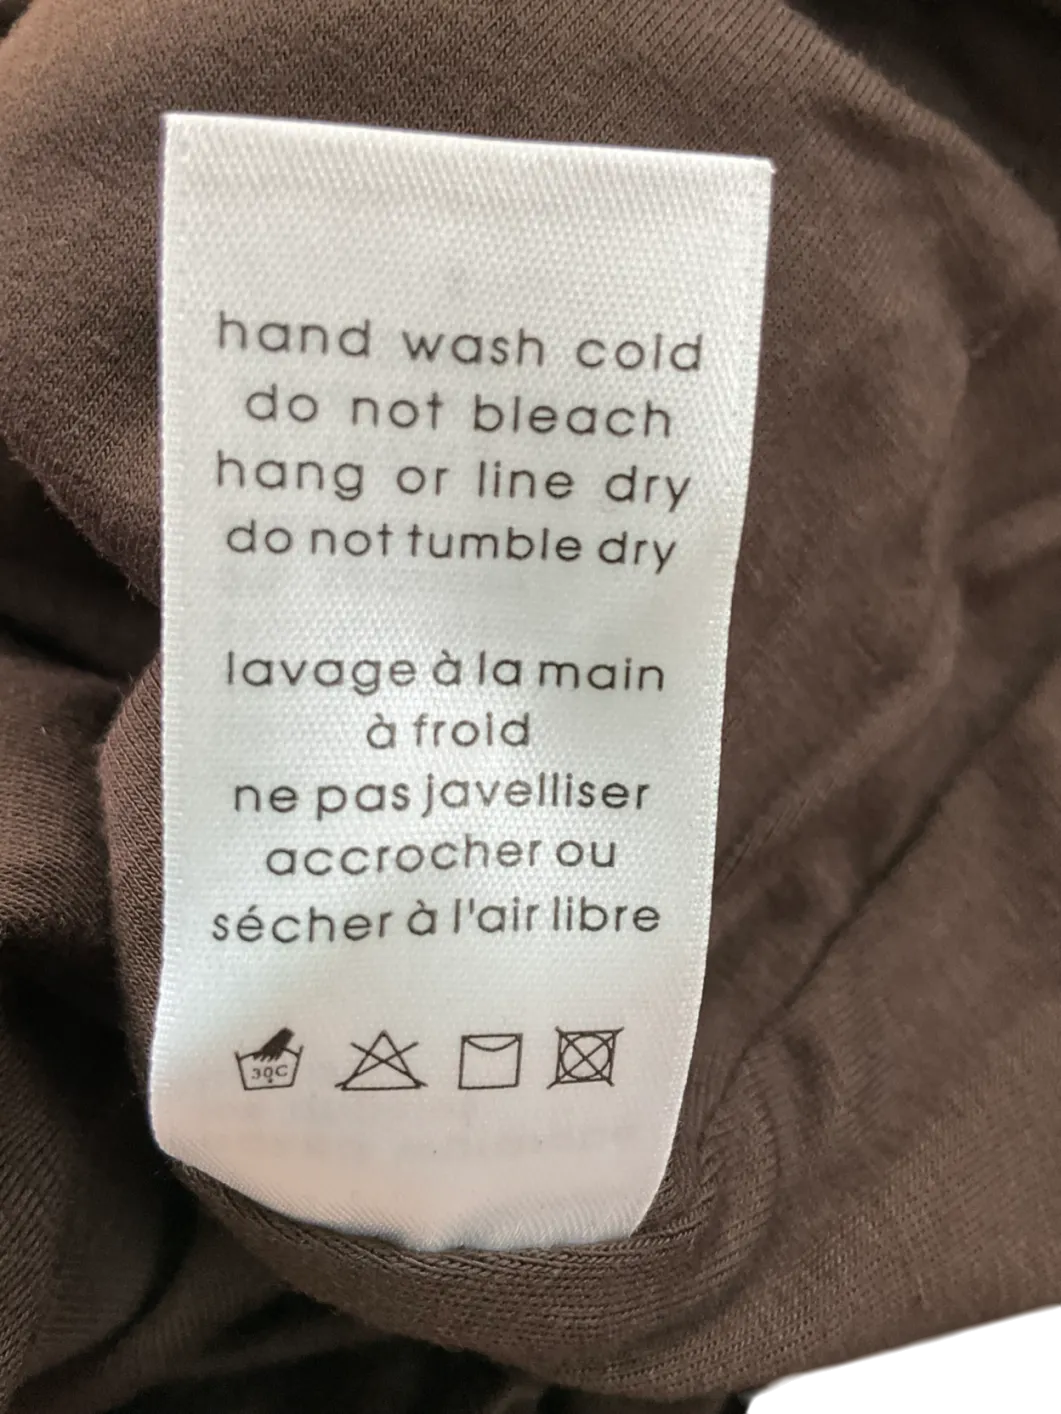 hand wash cold
do not bleach
hang or line dry
do not tumble dry
lavage à la main
à froid
ne pas javelliser
accrocher ou
sécher à l'air libre
30C